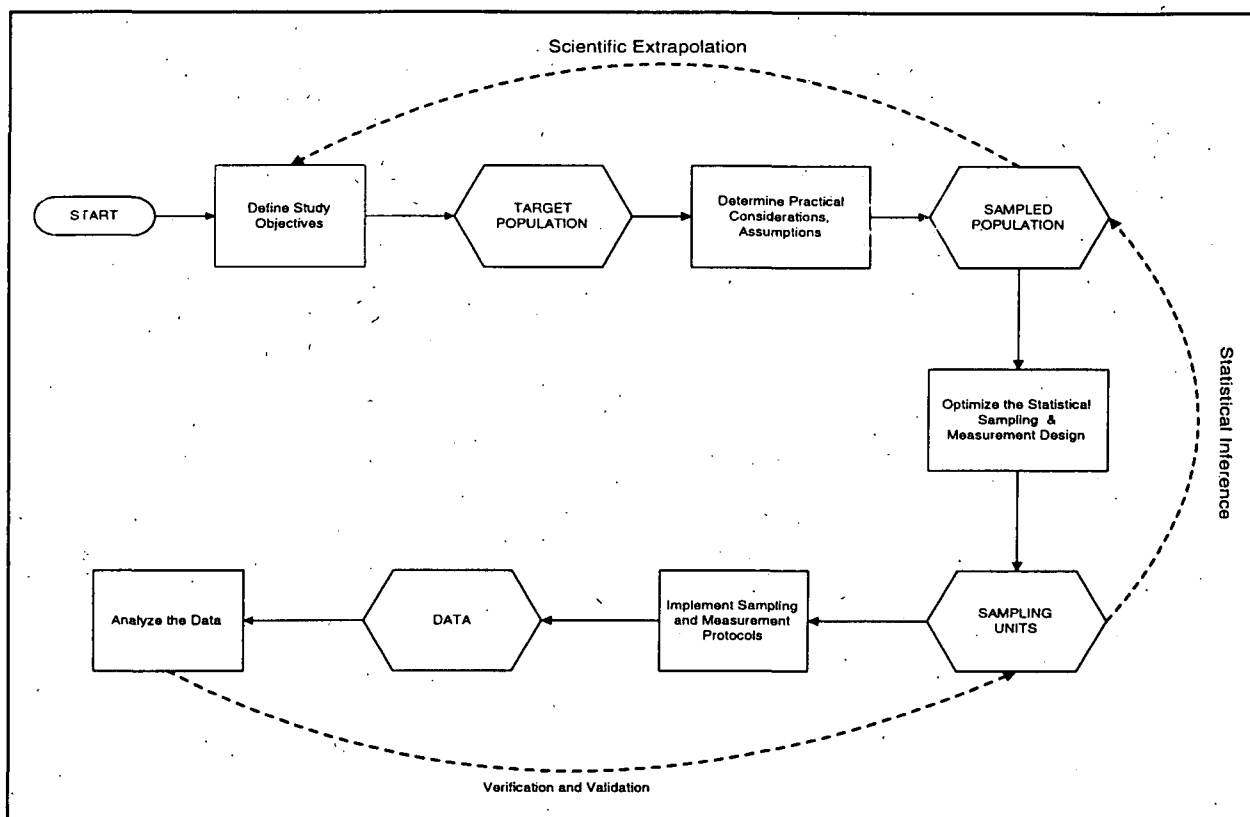 Scientific Extrapolation
START
Define Study
Objectives
TARGET
POPULATION
Determine Practical
Considerations,
Assumptions
SAMPLED
POPULATION
Optimize the Statistical
Sampling &
Measurement Design
Statistical Inference
SAMPLING
UNITS
Implement Sampling
and Measurement
Protocols
DATA
Analyze the Data
Verification and Validation